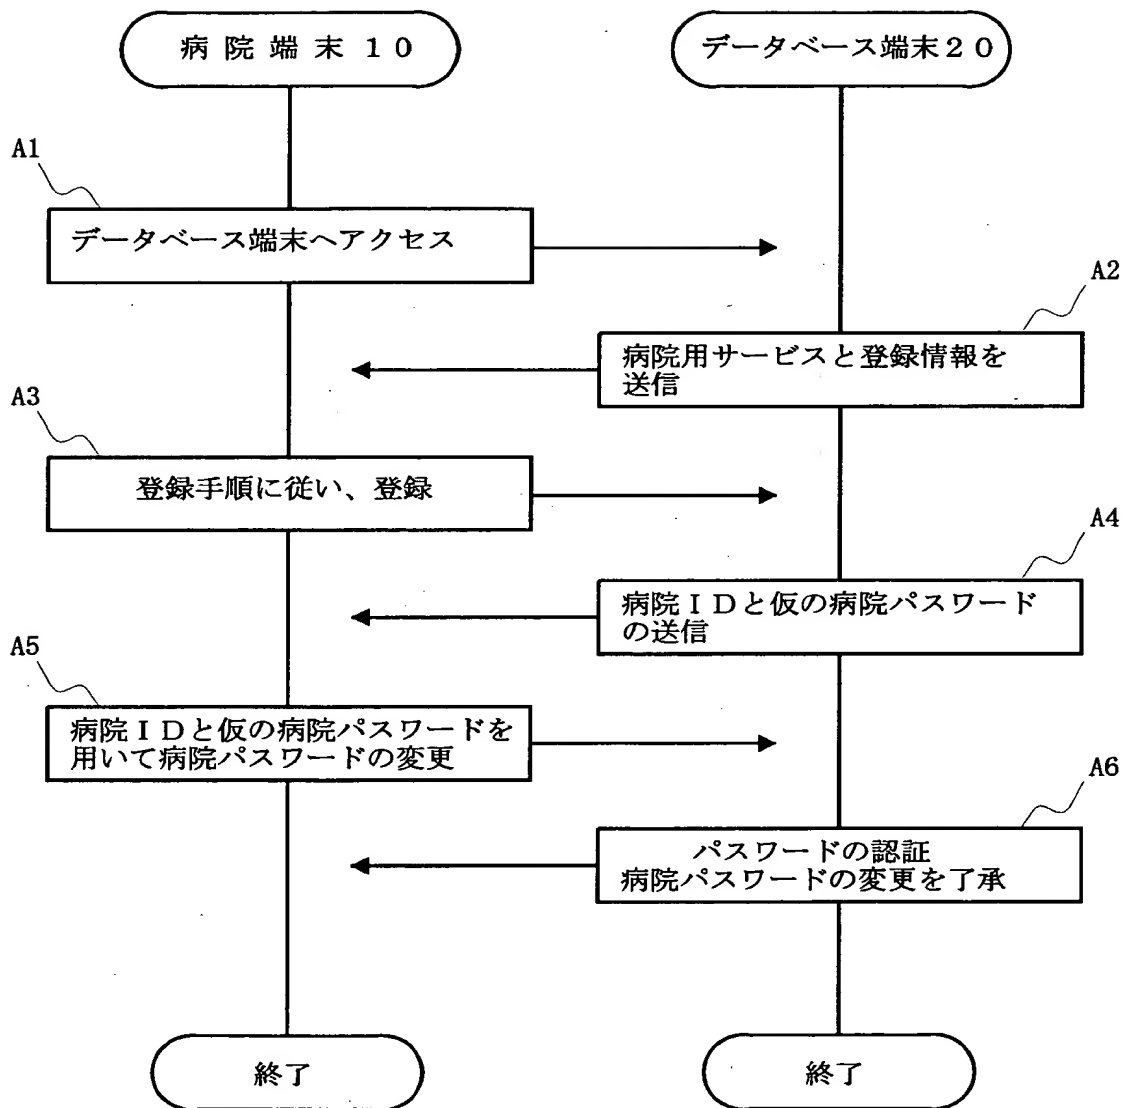 病院端末10
データベース端末20
A1
データベース端末へアクセス
A2
病院用サービスと登録情報を
送信
A3
登録手順に従い、登録
A4
病院IDと仮の病院パスワード
の送信
A5
病院IDと仮の病院パスワードを
用いて病院パスワードの変更
A6
パスワードの認証
病院パスワードの変更を了承
終了
終了